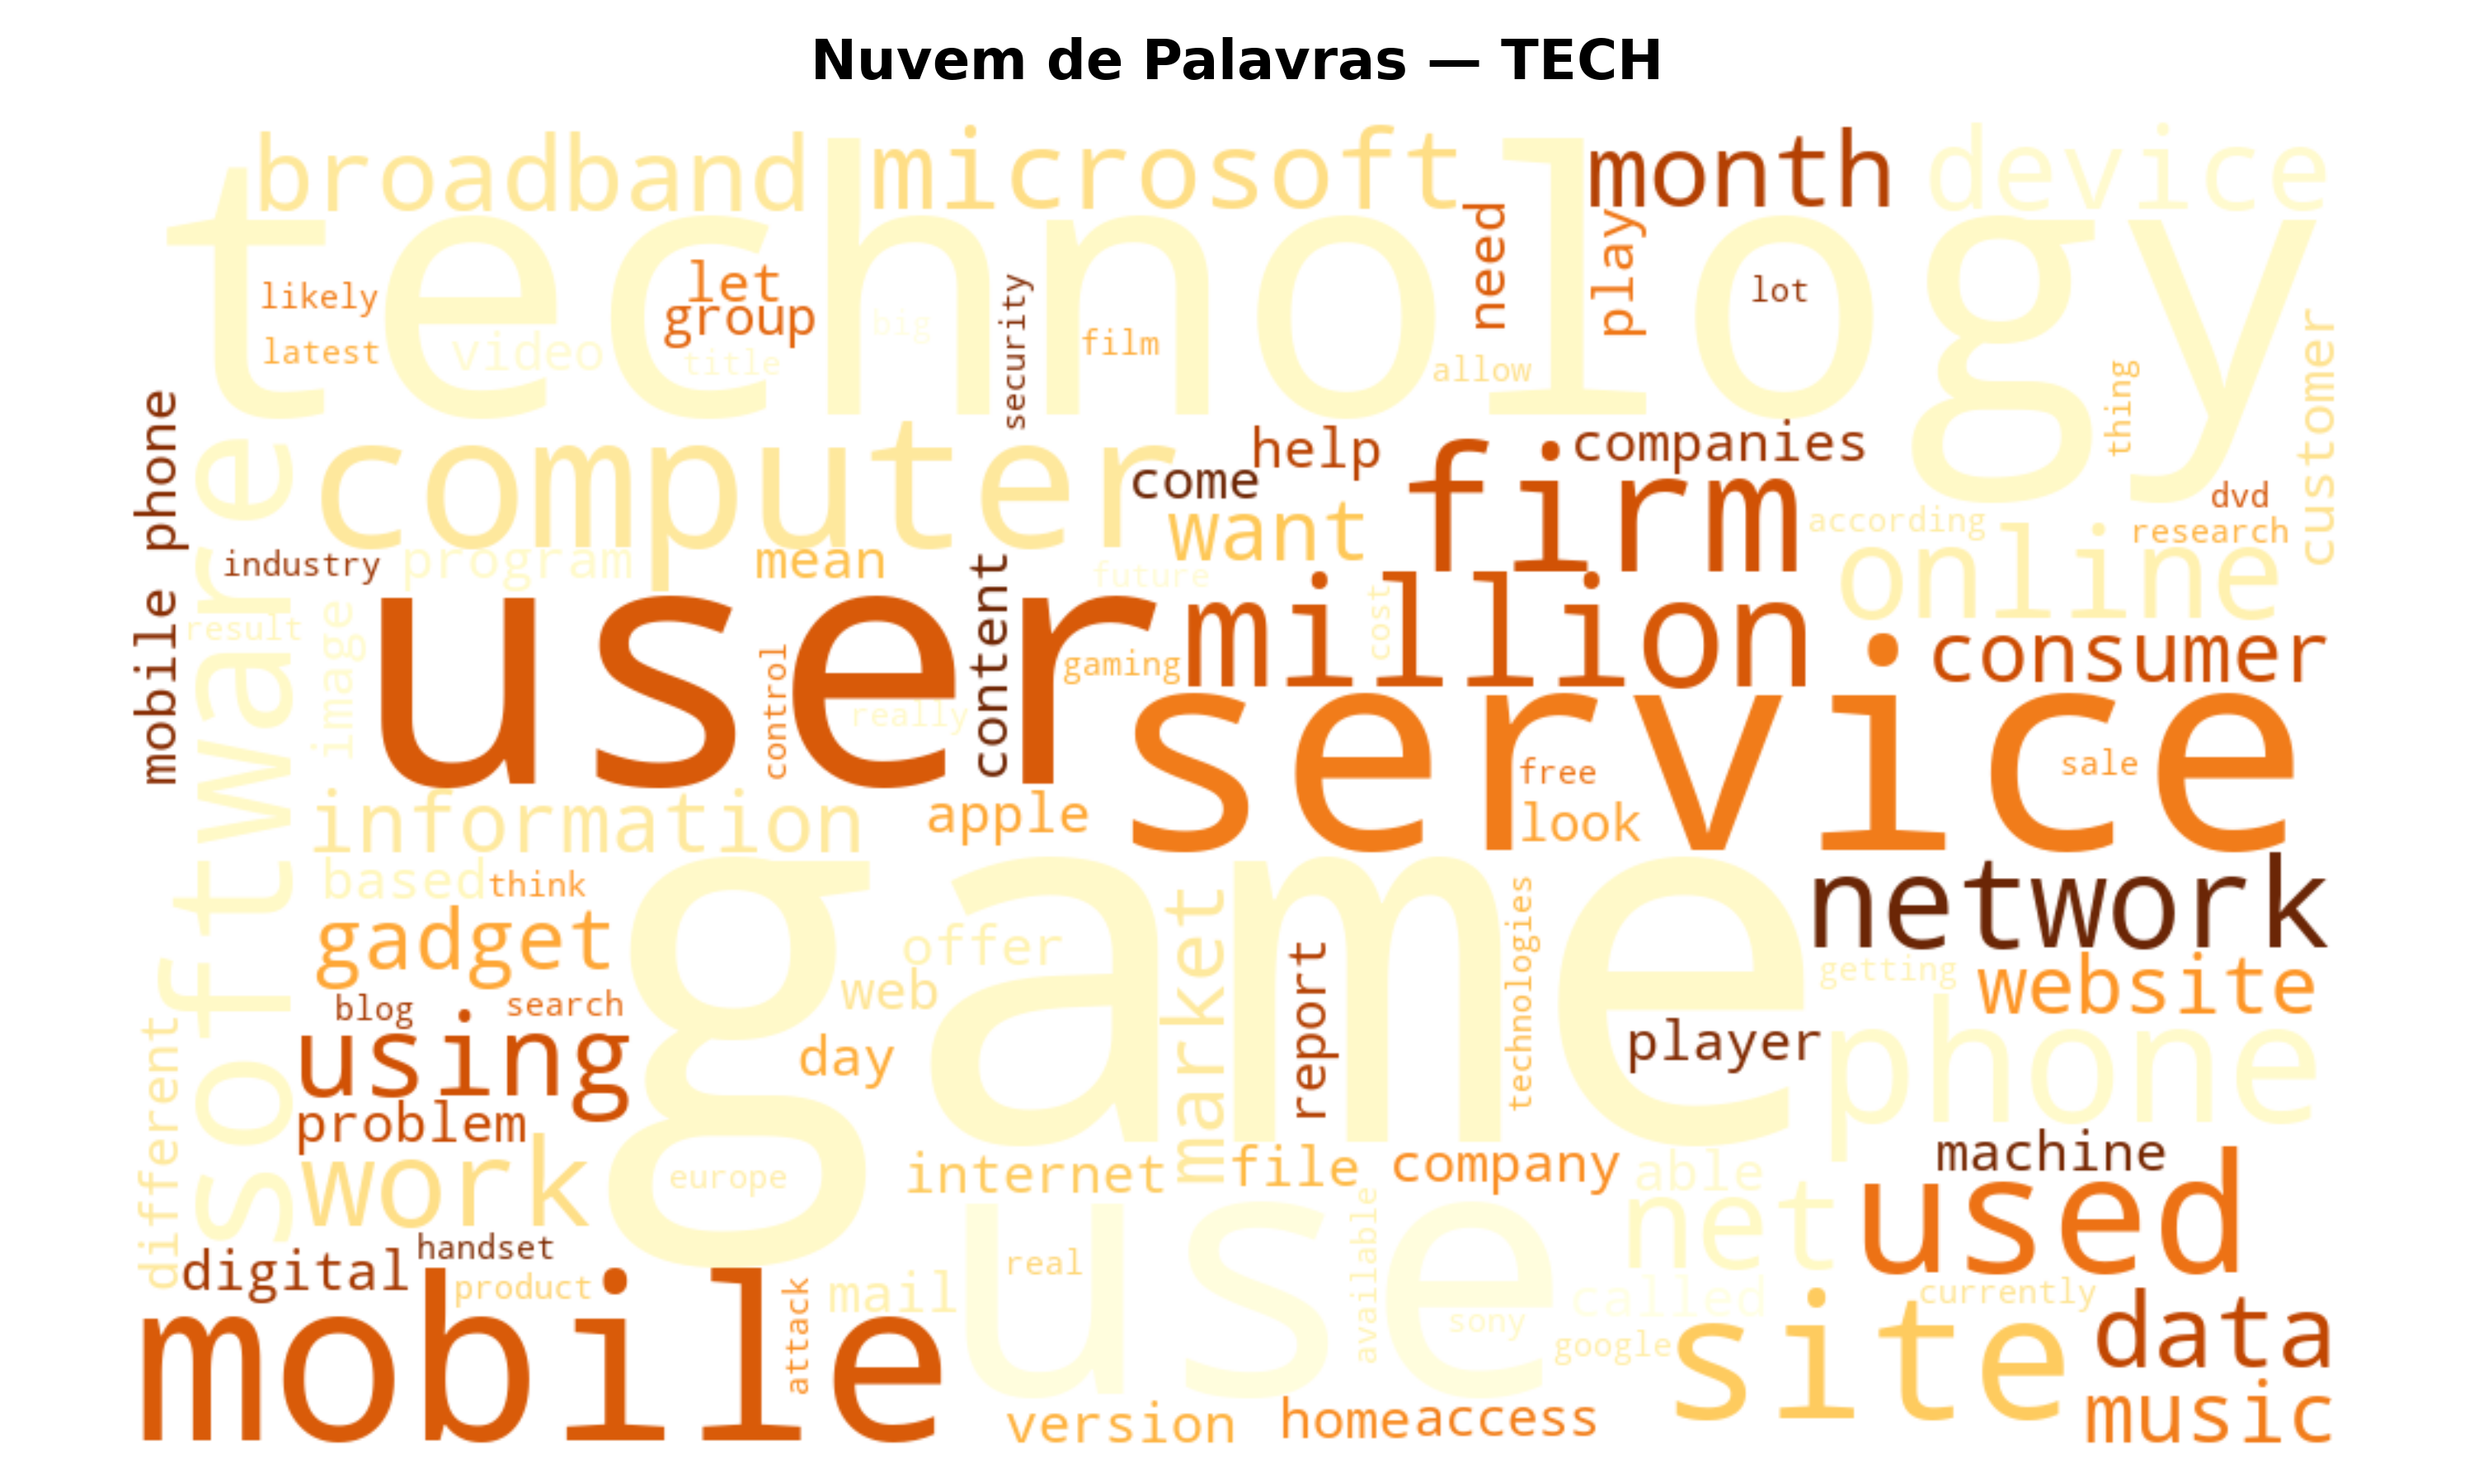 Nuvem de Palavras — TECH
broadband
microsoft
month
device
technology
need
play
likely
let
group
big
security
film
lot
latest
video
title
allow
thing
customer
mobile phone
software
computer
help
companies
come
firm
want
according
dvd
research
online
industry
program
mean
future
content
million
cost
result
image
user
control
gaming
really
consumer
service
free
sale
look
information
apple
based
think
game
network
gadget
offer
web
market
report
technologies
getting
website
blog
search
using
day
player
phone
problem
different
work
europe
internet
file
company
able
machine
net
used
digital
handset
product
mobile
attack
mail
real
use
available
sony
called
google
currently
site
data
version
home
access
music